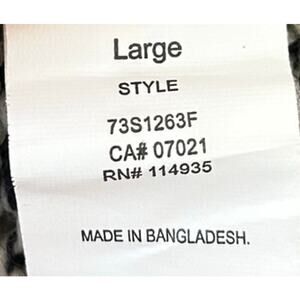 Large
STYLE
73S1263F
CA# 07021
RN# 114935
MADE IN BANGLADESH.